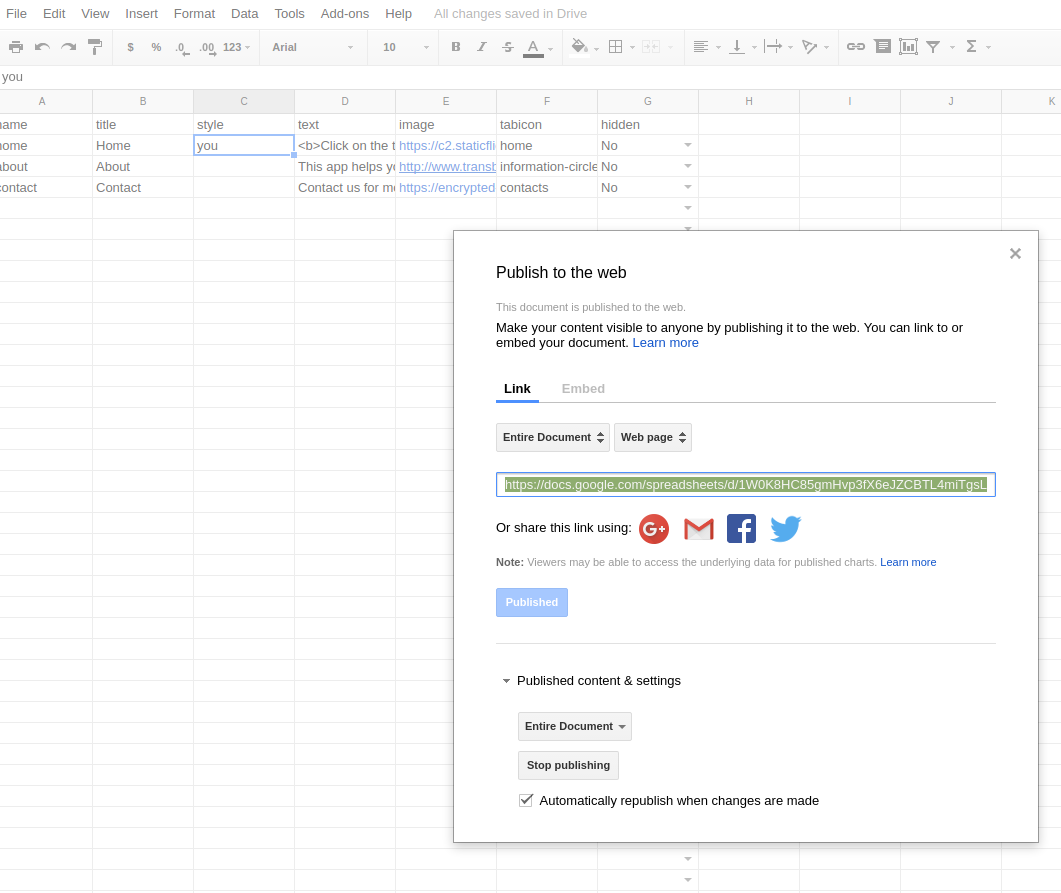 File Edit View Insert Format Data Tools Add-ons Help All changes saved in Drive
$ % .0 .00 123 Arial 10 B I S A Σ
you
A B C D E F G H I J K
name title style text image tabicon hidden
home Home you <b>Click on the t https://c2.staticfli home No
about About This app helps yo http://www.transb information-circle No
contact Contact Contact us for mo https://encrypted contacts No
Publish to the web
This document is published to the web.
Make your content visible to anyone by publishing it to the web. You can link to or
embed your document. Learn more
Link Embed
Entire Document Web page
https://docs.google.com/spreadsheets/d/1W0K8HC85gmHvp3fX6eJZCBTL4miTgsL
Or share this link using: G+ f
Note: Viewers may be able to access the underlying data for published charts. Learn more
Published
Published content & settings
Entire Document
Stop publishing
Automatically republish when changes are made